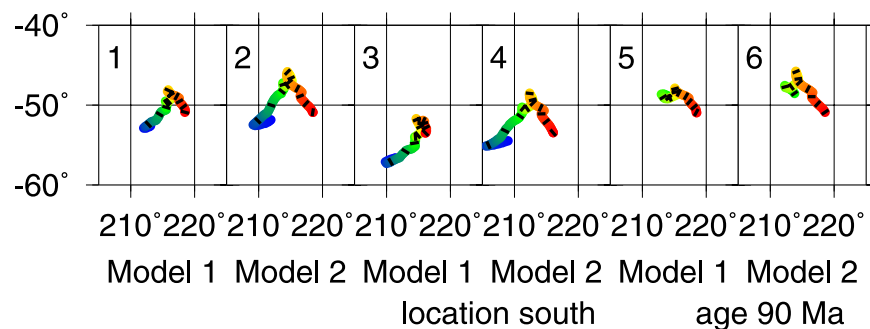 -40˚
1 2 3 4 5 6
-50˚
-60˚
210˚ 220˚ 210˚ 220˚ 210˚ 220˚ 210˚ 220˚ 210˚ 220˚ 210˚ 220˚
Model 1 Model 2 Model 1 Model 2 Model 1 Model 2
location south age 90 Ma